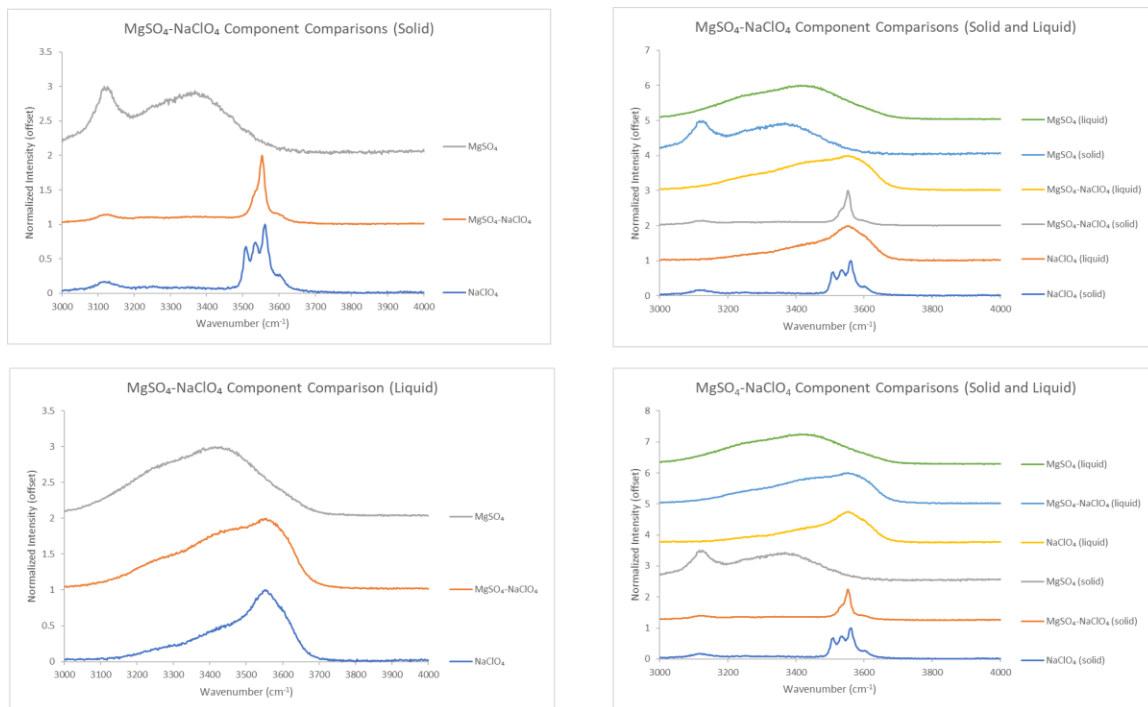 MgSO₄-NaClO₄ Component Comparisons (Solid)
3.5
3
2.5
2
1.5
1
0.5
0
Normalized Intensity (offset)
MgSO₄
MgSO₄-NaClO₄
NaClO₄
3000 3100 3200 3300 3400 3500 3600 3700 3800 3900 4000
Wavenumber (cm⁻¹)
MgSO₄-NaClO₄ Component Comparisons (Solid and Liquid)
7
6
5
4
3
2
1
0
Normalized Intensity (offset)
MgSO₄ (liquid)
MgSO₄ (solid)
MgSO₄-NaClO₄ (liquid)
MgSO₄-NaClO₄ (solid)
NaClO₄ (liquid)
NaClO₄ (solid)
3000 3200 3400 3600 3800 4000
Wavenumber (cm⁻¹)
MgSO₄-NaClO₄ Component Comparison (Liquid)
3.5
3
2.5
2
1.5
1
0.5
0
Normalized Intensity (offset)
MgSO₄
MgSO₄-NaClO₄
NaClO₄
3000 3100 3200 3300 3400 3500 3600 3700 3800 3900 4000
Wavenumber (cm⁻¹)
MgSO₄-NaClO₄ Component Comparisons (Solid and Liquid)
8
7
6
5
4
3
2
1
0
Normalized Intensity (offset)
MgSO₄ (liquid)
MgSO₄-NaClO₄ (liquid)
NaClO₄ (liquid)
MgSO₄ (solid)
MgSO₄-NaClO₄ (solid)
NaClO₄ (solid)
3000 3200 3400 3600 3800 4000
Wavenumber (cm⁻¹)